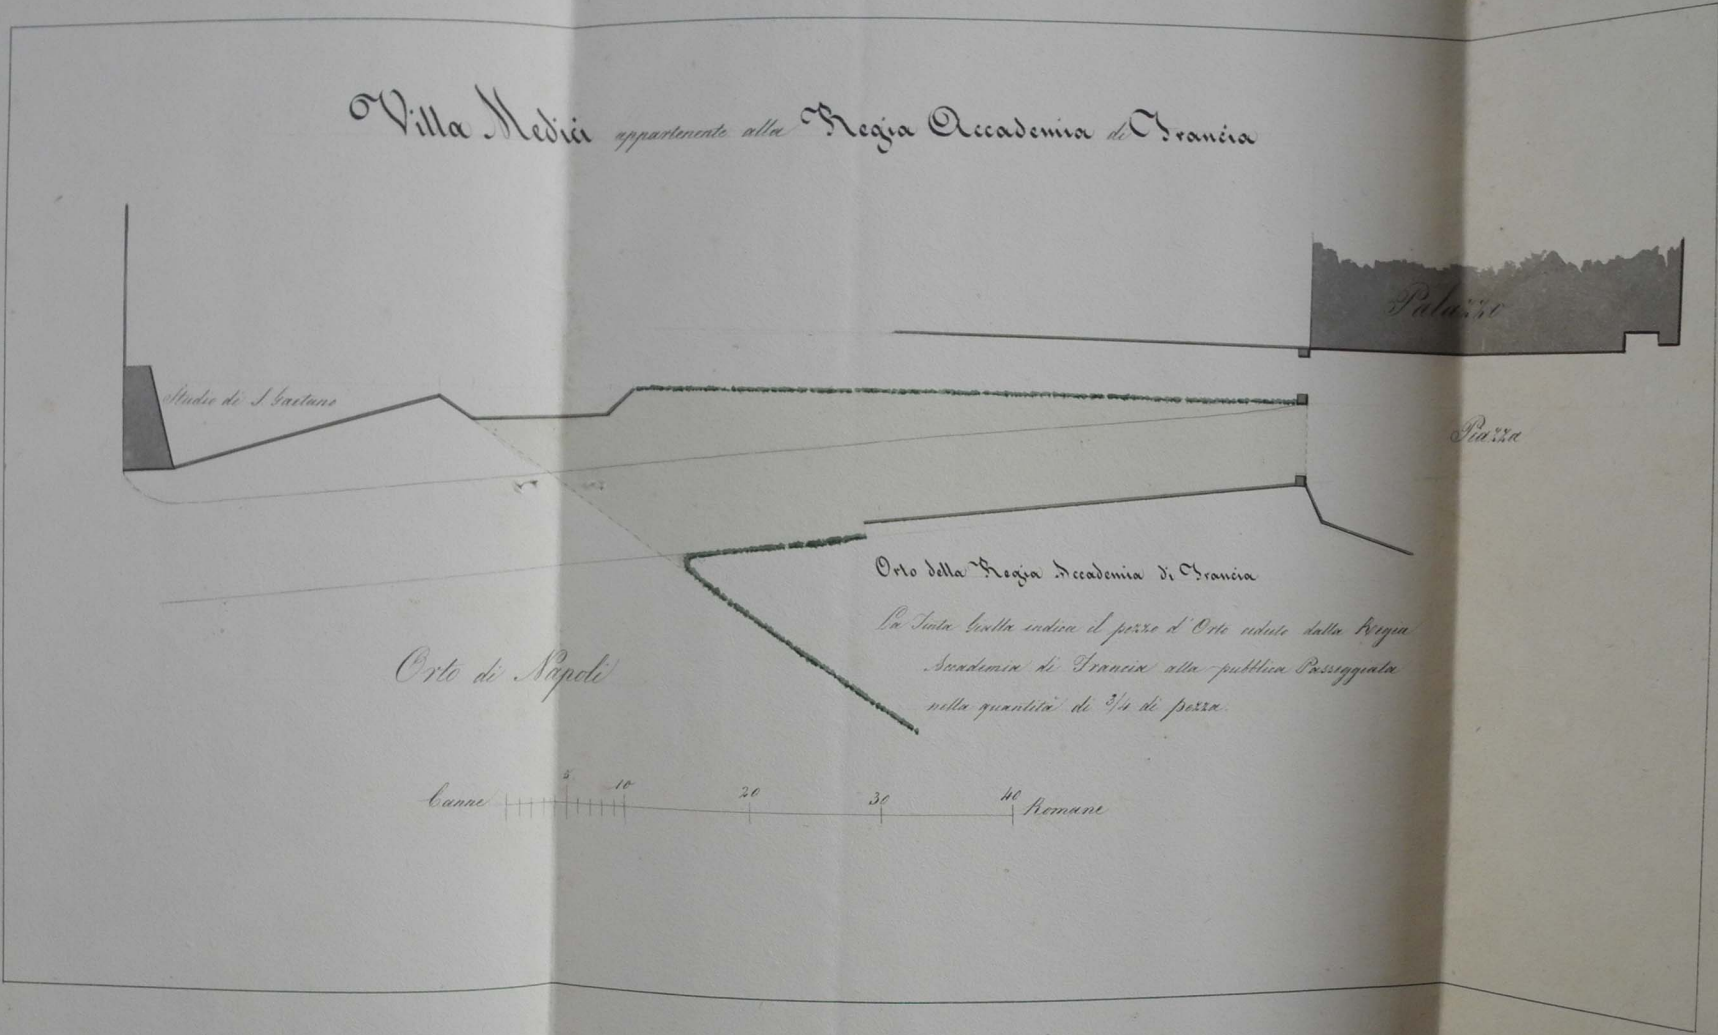 Villa Medici appartenente alla Regia Accademia di Francia
Palazzo
Studio di S. Gaetano
Piazza
Orto della Regia Accademia di Francia
La Tinta Gialla indica il pezzo d'Orto ceduto dalla Regia
Accademia di Francia alla pubblica Passeggiata
nella quantità di 3/4 di pezza.
Orto di Napoli
Canne 5 10 20 30 40 Romane